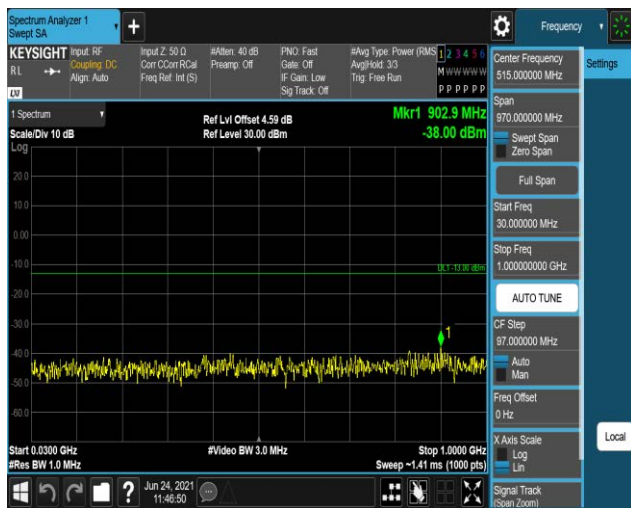 Spectrum Analyzer 1
Swept SA
+
Frequency
KEYSIGHT
RL
LXI
Input: RF
Coupling: DC
Align: Auto
Input Z: 50 Ω
Corr CCorr RCal
Freq Ref: Int (S)
#Atten: 40 dB
Preamp: Off
PNO: Fast
Gate: Off
IF Gain: Low
Sig Track: Off
#Avg Type: Power (RMS
Avg|Hold: 3/3
Trig: Free Run
1 2 3 4 5 6
M W W W W W
P P P P P P
1 Spectrum
Scale/Div 10 dB
Log
Ref Lvl Offset 4.59 dB
Ref Level 30.00 dBm
Mkr1 902.9 MHz
-38.00 dBm
20.0
10.0
0.00
-10.0
-20.0
-30.0
-40.0
-50.0
-60.0
DL1 -13.00 dBm
1
Start 0.0300 GHz
#Res BW 1.0 MHz
#Video BW 3.0 MHz
Stop 1.0000 GHz
Sweep ~1.41 ms (1000 pts)
?
Jun 24, 2021
11:46:50
Center Frequency
515.000000 MHz
Span
970.000000 MHz
Swept Span
Zero Span
Full Span
Start Freq
30.000000 MHz
Stop Freq
1.000000000 GHz
AUTO TUNE
CF Step
97.000000 MHz
Auto
Man
Freq Offset
0 Hz
X Axis Scale
Log
Lin
Signal Track
(Span Zoom)
Settings
Local